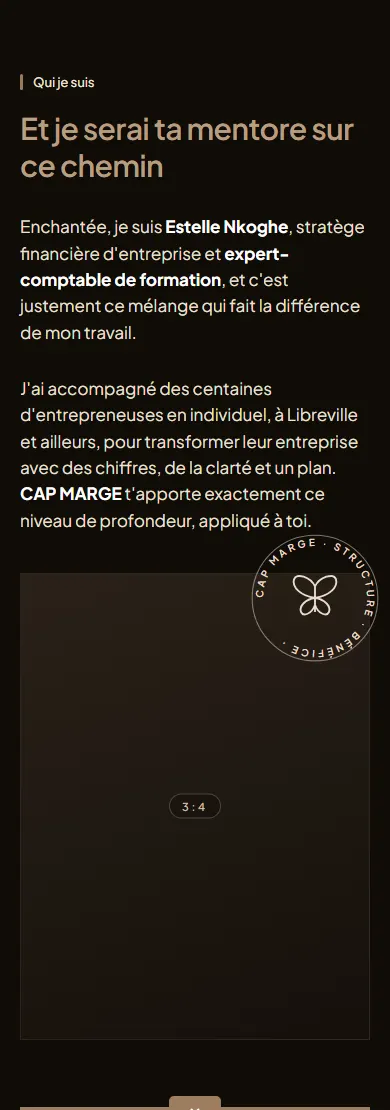 Qui je suis
Et je serai ta mentore sur
ce chemin
Enchantée, je suis Estelle Nkoghe, stratège
financière d'entreprise et expert-
comptable de formation, et c'est
justement ce mélange qui fait la différence
de mon travail.
J'ai accompagné des centaines
d'entrepreneuses en individuel, à Libreville
et ailleurs, pour transformer leur entreprise
avec des chiffres, de la clarté et un plan.
CAP MARGE t'apporte exactement ce
niveau de profondeur, appliqué à toi.
CAP MARGE · STRUCTURE · BÉNÉFICE ·
3:4